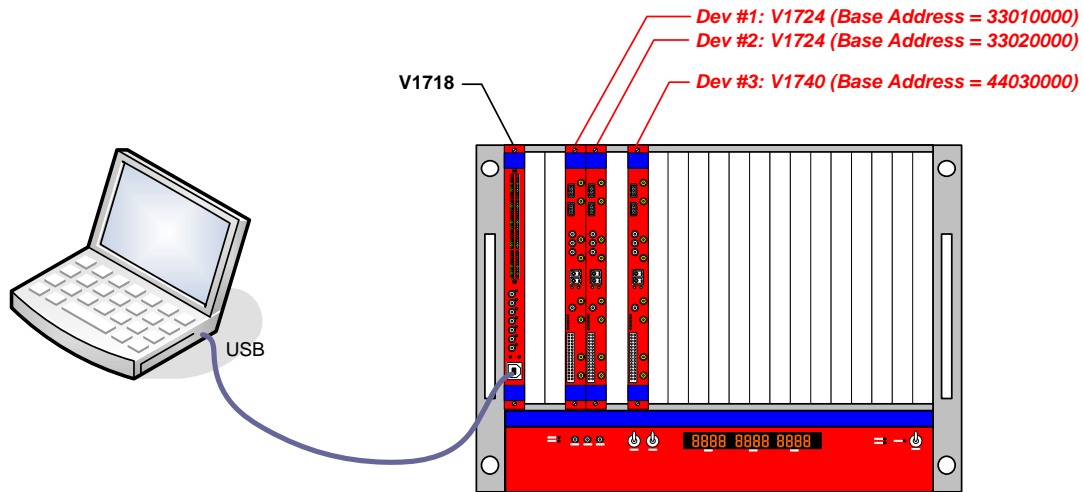 Dev #1: V1724 (Base Address = 33010000)
Dev #2: V1724 (Base Address = 33020000)
V1718
Dev #3: V1740 (Base Address = 44030000)
USB
8888 8888 8888